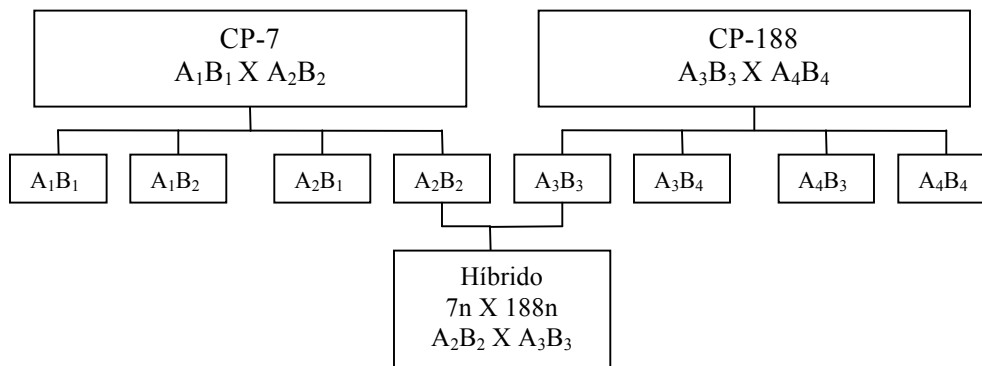 CP-7
A₁B₁ X A₂B₂
CP-188
A₃B₃ X A₄B₄
A₁B₁
A₁B₂
A₂B₁
A₂B₂
A₃B₃
A₃B₄
A₄B₃
A₄B₄
Híbrido
7n X 188n
A₂B₂ X A₃B₃